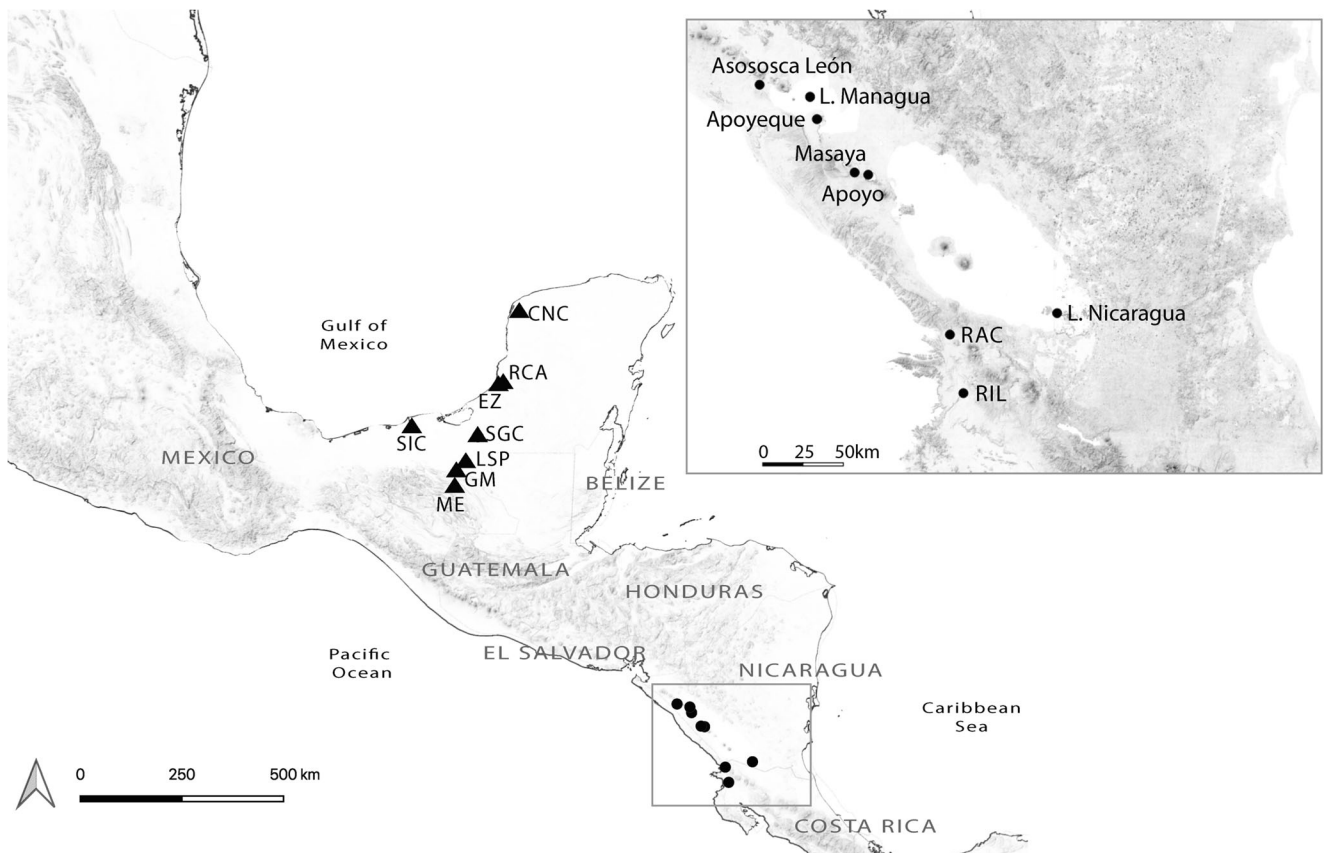 Asososca León
L. Managua
Apoyeque
Masaya
Apoyo
L. Nicaragua
RAC
RIL
0 25 50km
CNC
Gulf of
Mexico
RCA
EZ
SIC
SGC
MEXICO
LSP
GM
BELIZE
ME
GUATEMALA
HONDURAS
Pacific
Ocean
EL SALVADOR
NICARAGUA
Caribbean
Sea
0 250 500 km
COSTA RICA